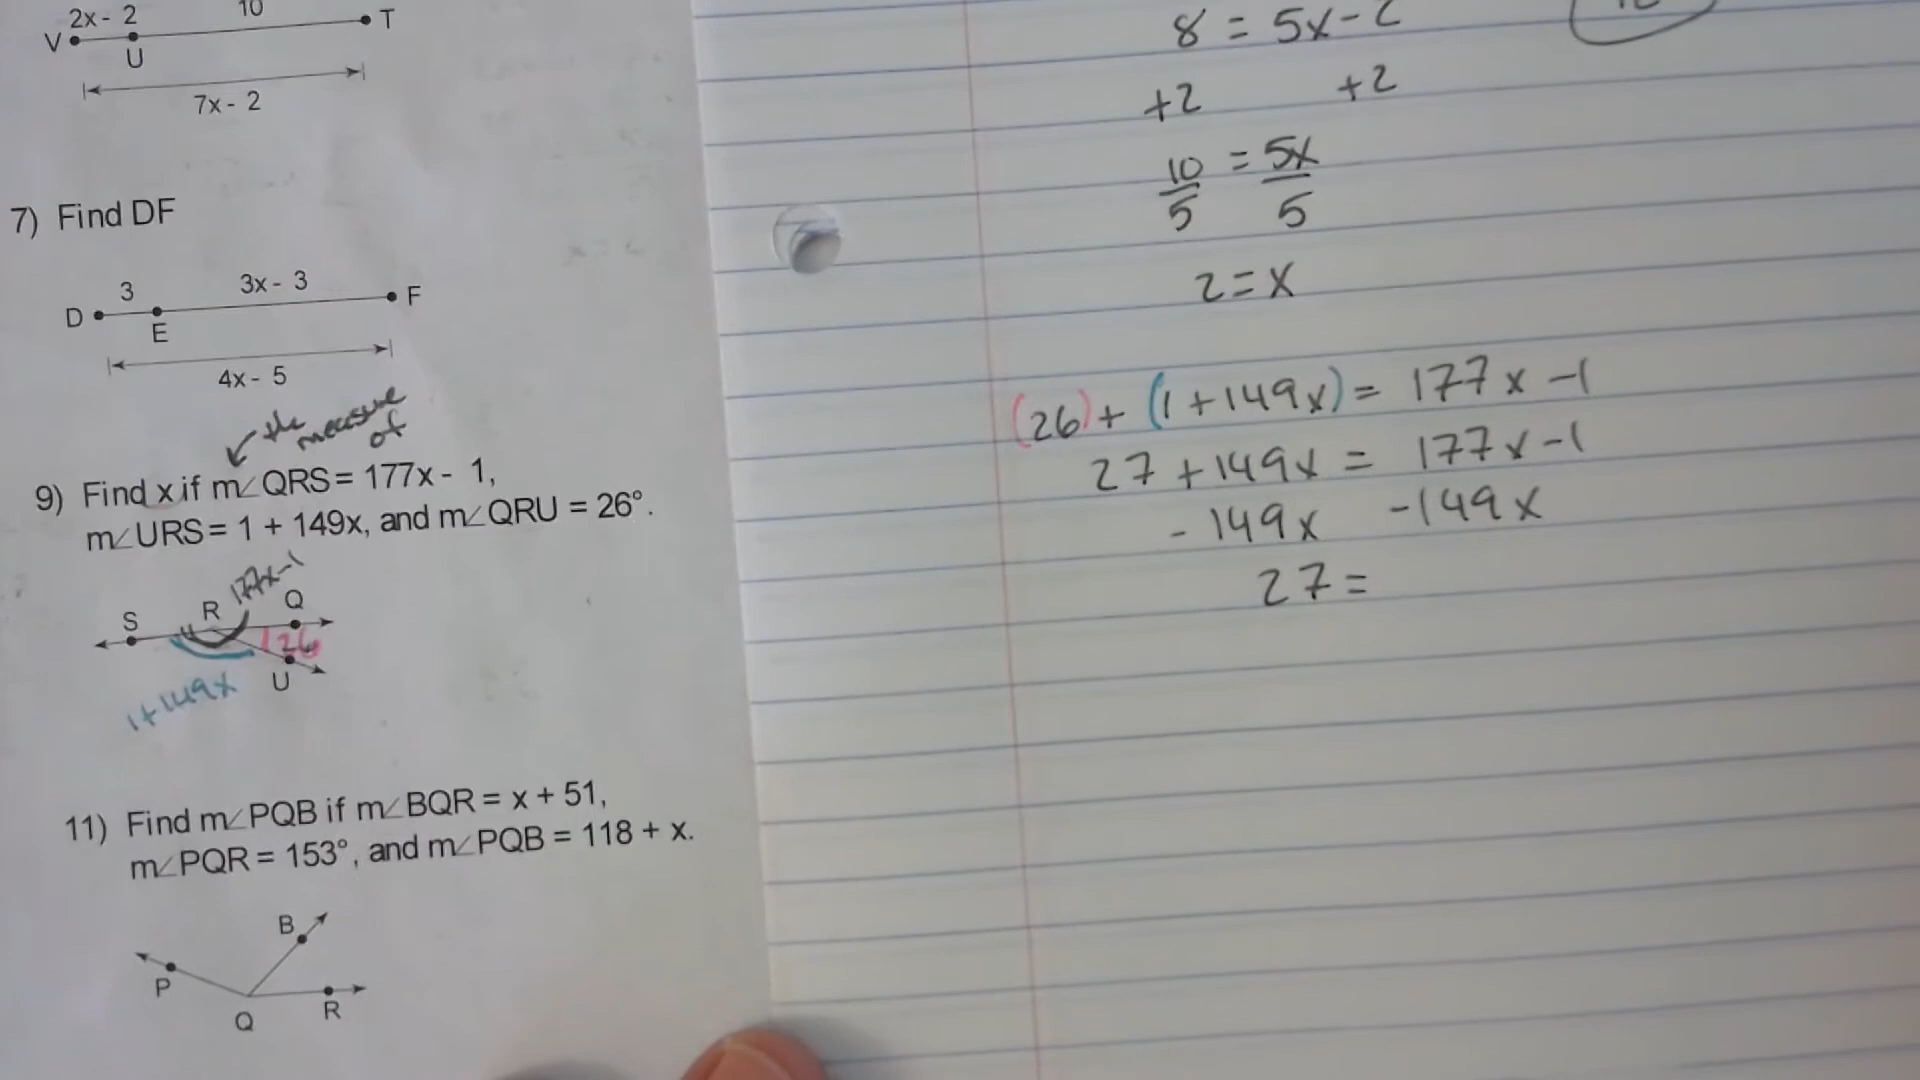 2x - 2
10
V
U
T
7x - 2
7) Find DF
3
3x - 3
D
E
F
4x - 5
the measure
of
9) Find x if m∠QRS = 177x - 1,
m∠URS = 1 + 149x, and m∠QRU = 26°.
177x-1
S
R
Q
26
U
1+149x
11) Find m∠PQB if m∠BQR = x + 51,
m∠PQR = 153°, and m∠PQB = 118 + x.
B
P
Q
R
8 = 5x - 2
+2 +2
10/5 = 5x/5
2 = x
(26) + (1 + 149x) = 177x - 1
27 + 149x = 177x - 1
- 149x - 149x
27 =